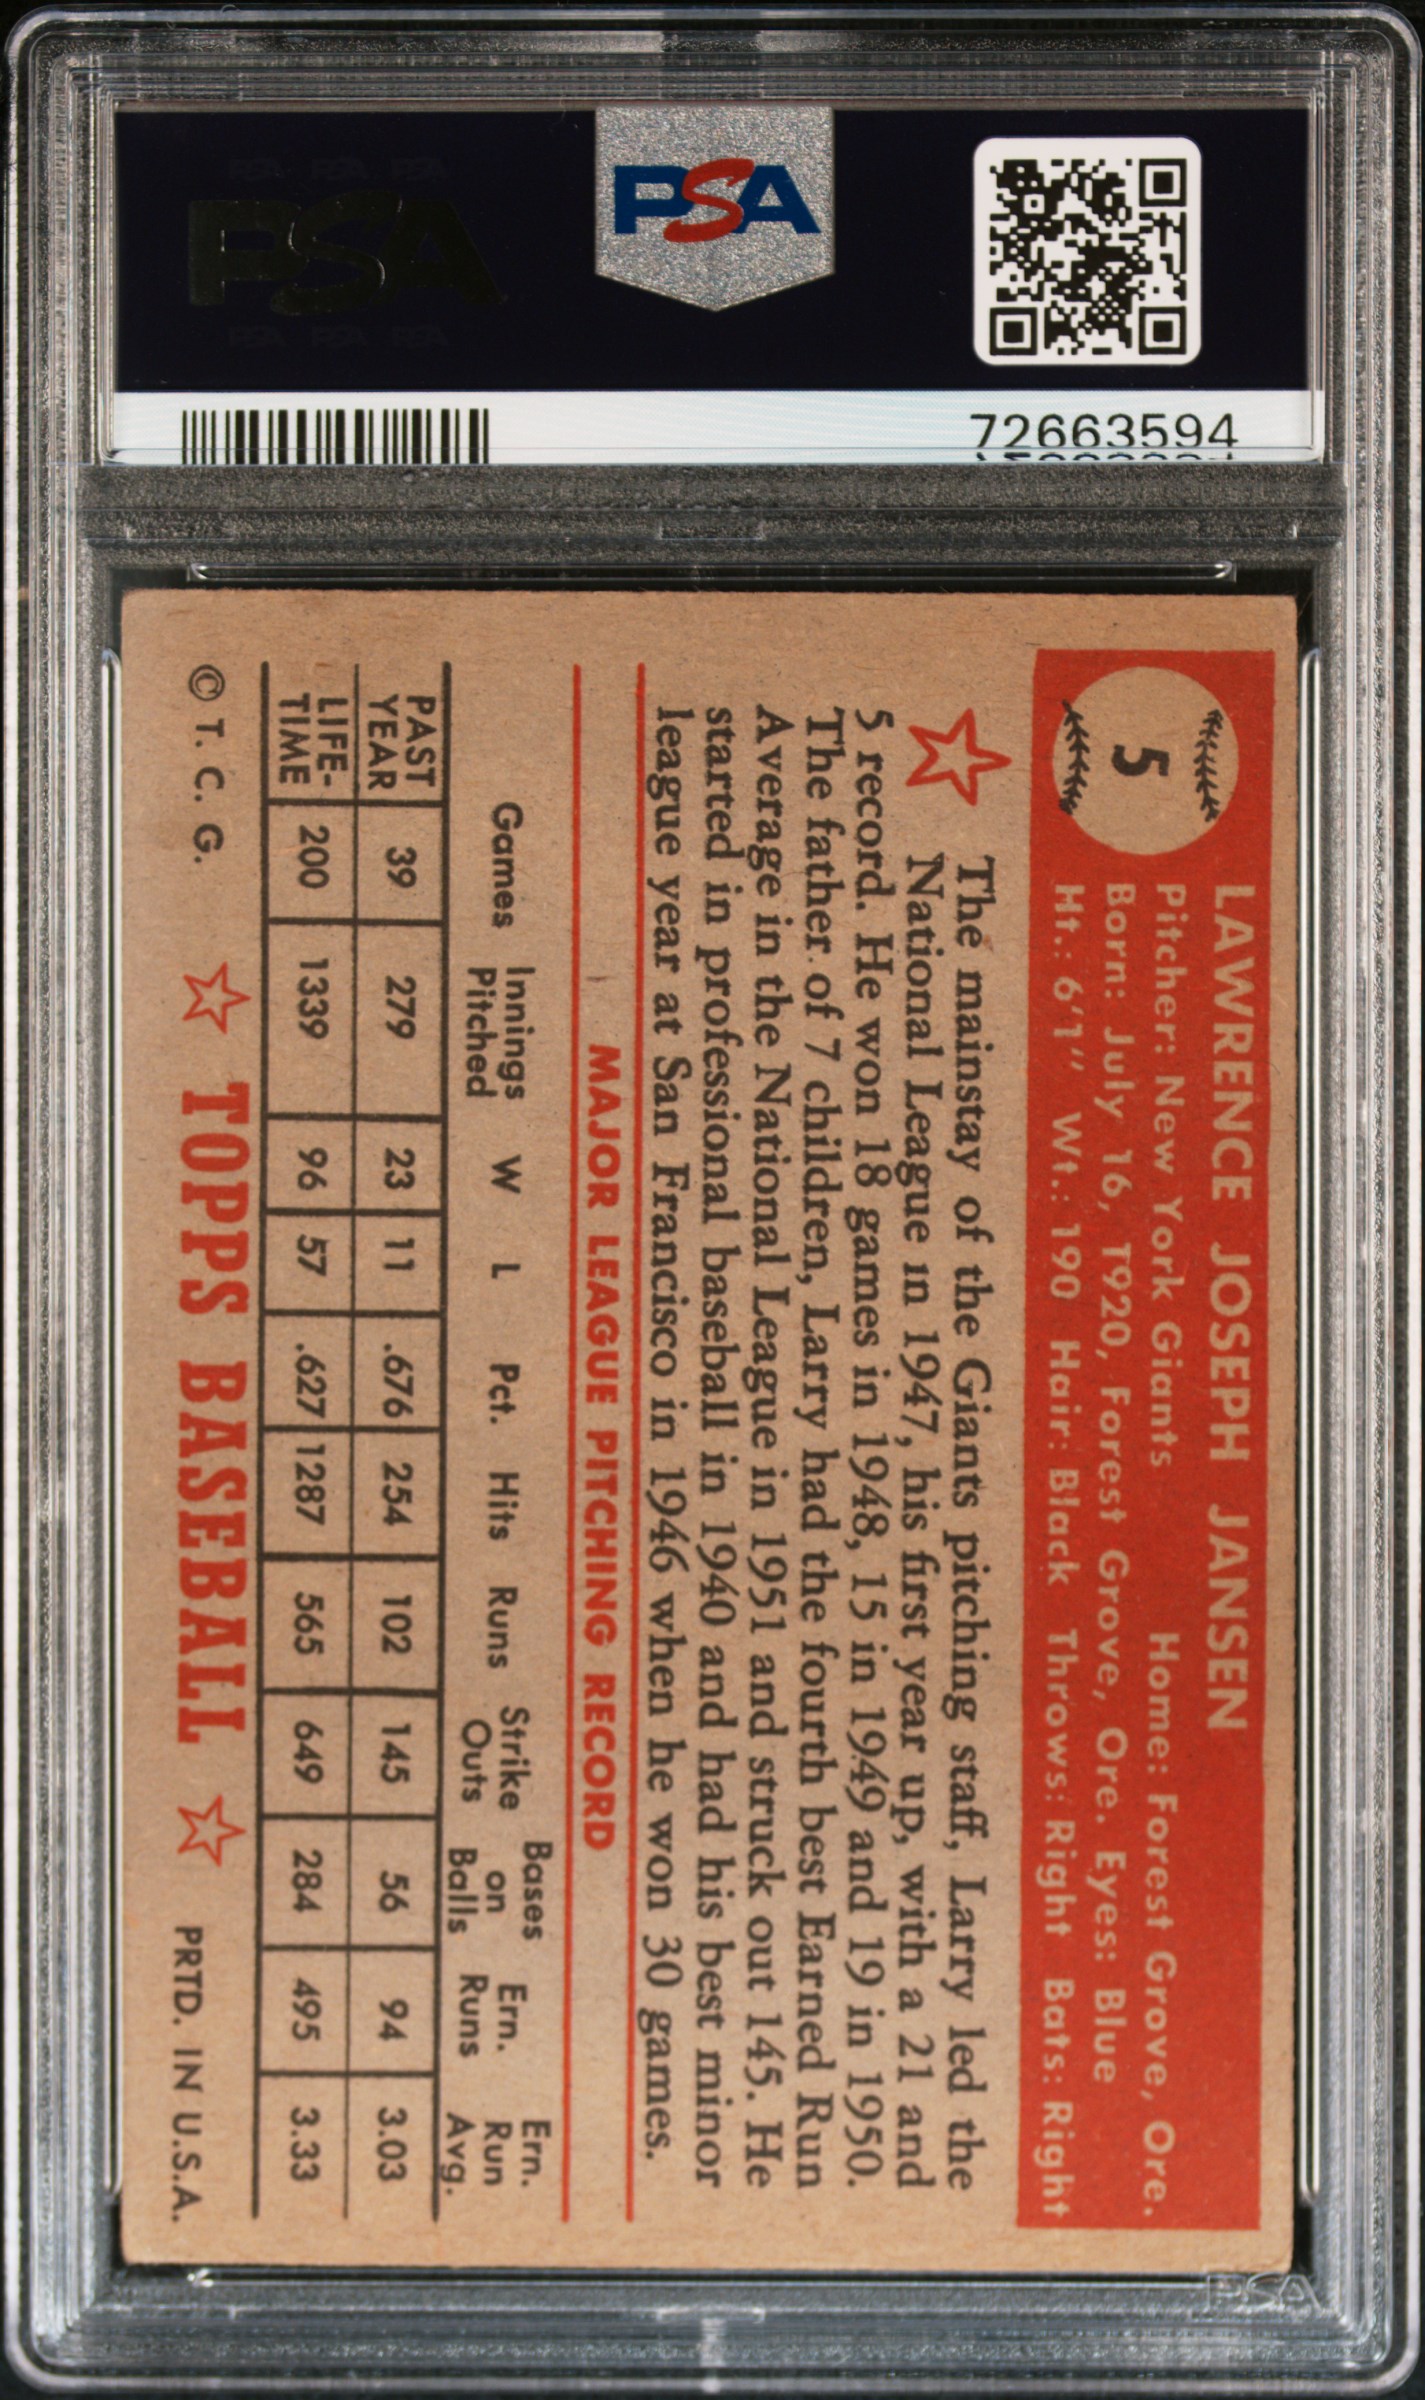 PSA PSA PSA
PSA
PSA PSA PSA
PSA
72663594
5
LAWRENCE JOSEPH JANSEN
Pitcher: New York Giants Home: Forest Grove, Ore.
Born: July 16, 1920, Forest Grove, Ore. Eyes: Blue
Ht.: 6'1" Wt.: 190 Hair: Black Throws: Right Bats: Right
The mainstay of the Giants pitching staff, Larry led the
National League in 1947, his first year up, with a 21 and
5 record. He won 18 games in 1948, 15 in 1949 and 19 in 1950.
The father of 7 children, Larry had the fourth best Earned Run
Average in the National League in 1951 and struck out 145. He
started in professional baseball in 1940 and had his best minor
league year at San Francisco in 1946 when he won 30 games.
MAJOR LEAGUE PITCHING RECORD
Games Innings Pitched W L Pct. Hits Runs Strike Outs Bases on Balls Ern. Runs Ern. Run Avg.
PAST YEAR 39 279 23 11 .676 254 102 145 56 94 3.03
LIFE- TIME 200 1339 96 57 .627 1287 565 649 284 495 3.33
© T. C. G. TOPPS BASEBALL PRTD. IN U.S.A.
PSA